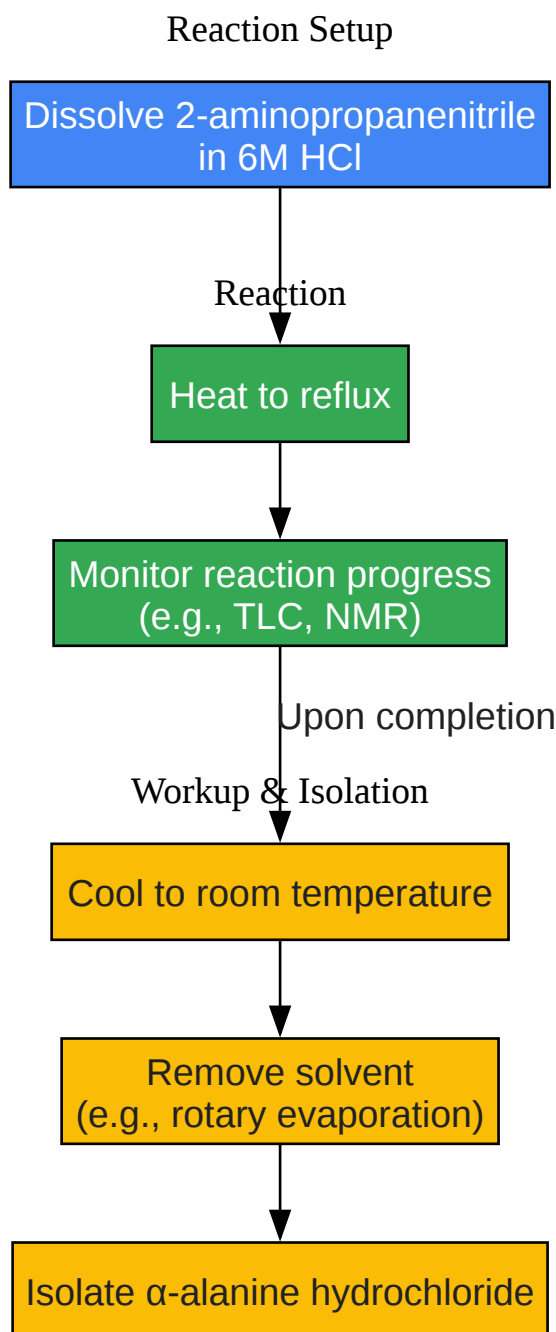 Reaction Setup
Dissolve 2-aminopropanenitrile
in 6M HCl
Reaction
Heat to reflux
Monitor reaction progress
(e.g., TLC, NMR)
Upon completion
Workup & Isolation
Cool to room temperature
Remove solvent
(e.g., rotary evaporation)
Isolate α-alanine hydrochloride